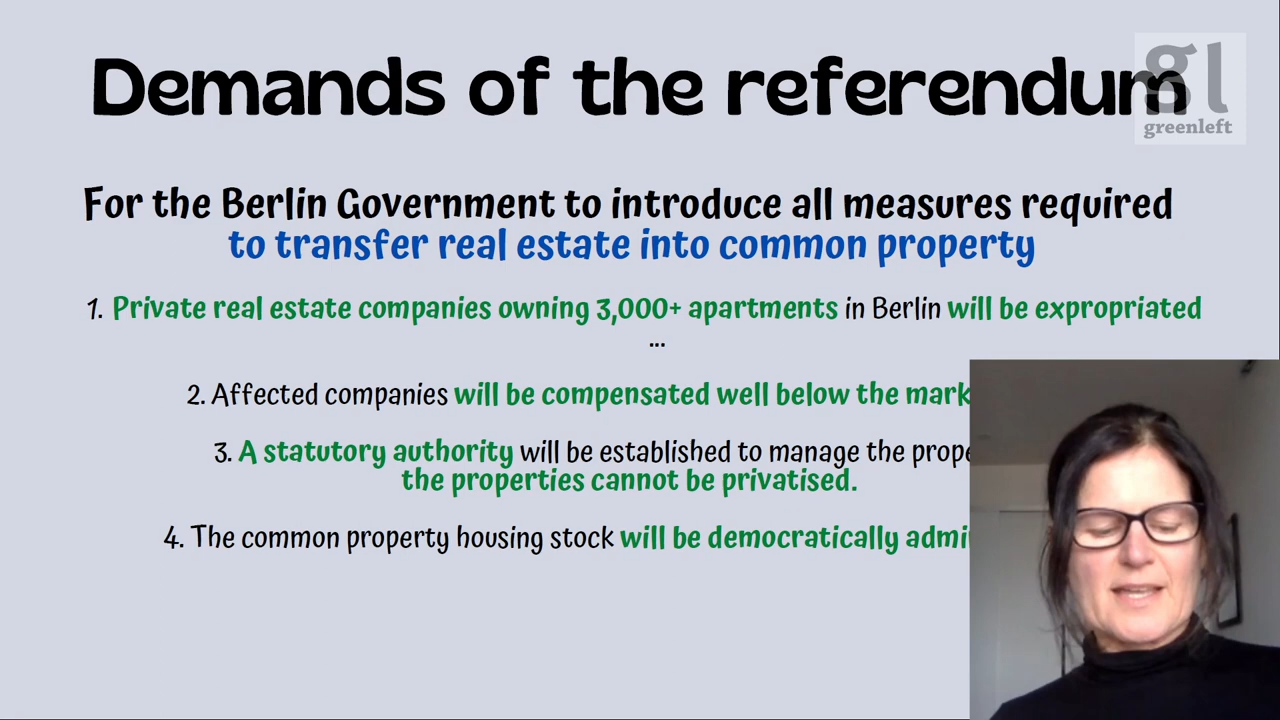 Demands of the referendum
gl
greenleft
For the Berlin Government to introduce all measures required
to transfer real estate into common property
1. Private real estate companies owning 3,000+ apartments in Berlin will be expropriated
...
2. Affected companies will be compensated well below the mark
3. A statutory authority will be established to manage the prope
the properties cannot be privatised.
4. The common property housing stock will be democratically admi